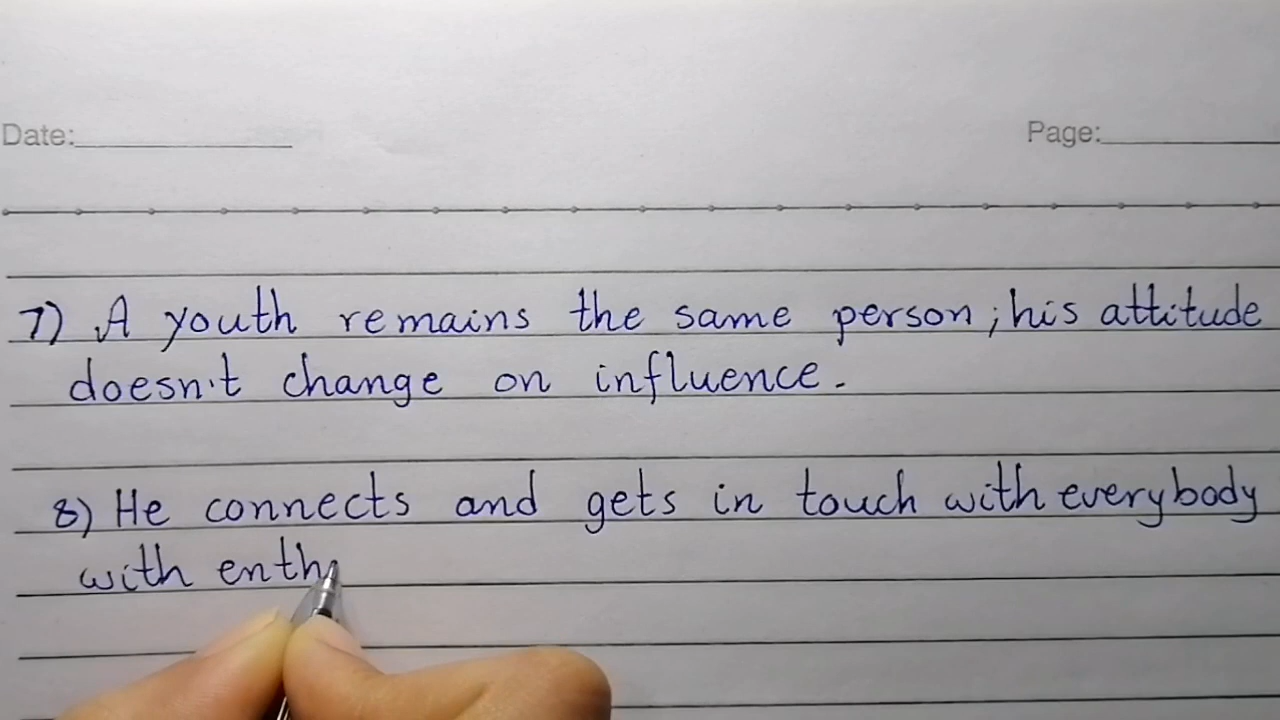 Date:
Page:
7) A youth remains the same person; his attitude
doesn't change on influence.
8) He connects and gets in touch with everybody
with enth